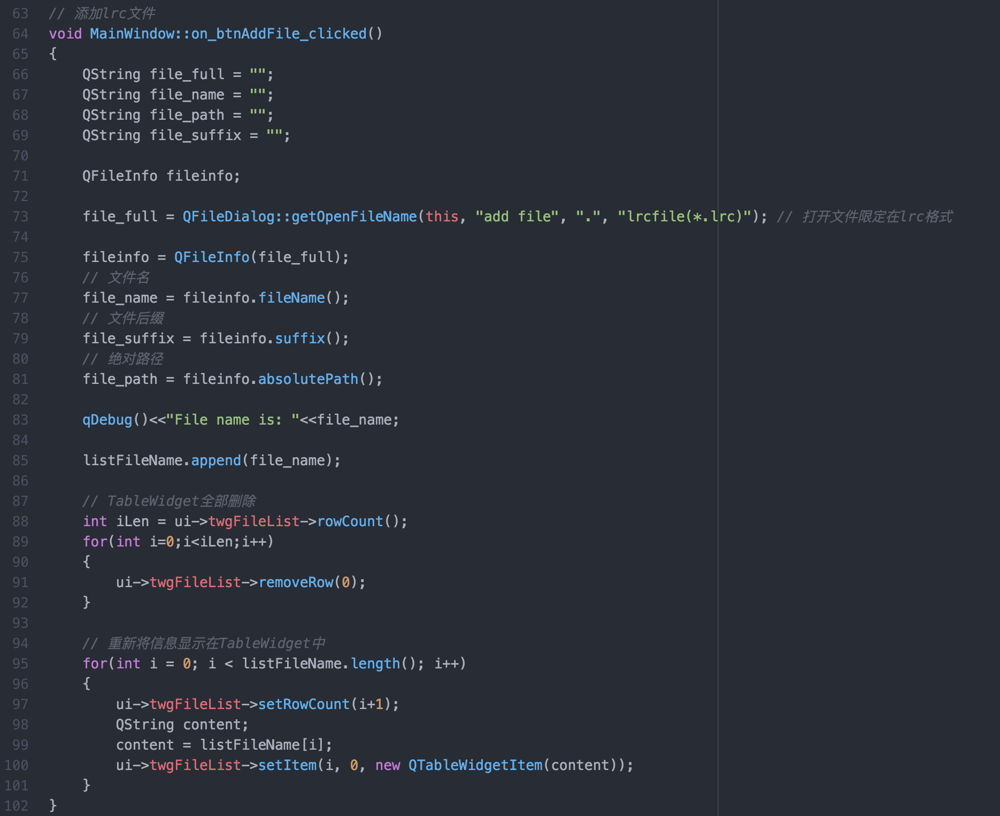 63 // 添加lrc文件
64 void MainWindow::on_btnAddFile_clicked()
65 {
66     QString file_full = "";
67     QString file_name = "";
68     QString file_path = "";
69     QString file_suffix = "";
70
71     QFileInfo fileinfo;
72
73     file_full = QFileDialog::getOpenFileName(this, "add file", ".", "lrcfile(*.lrc)"); // 打开文件限定在lrc格式
74
75     fileinfo = QFileInfo(file_full);
76     // 文件名
77     file_name = fileinfo.fileName();
78     // 文件后缀
79     file_suffix = fileinfo.suffix();
80     // 绝对路径
81     file_path = fileinfo.absolutePath();
82
83     qDebug()<<"File name is: "<<file_name;
84
85     listFileName.append(file_name);
86
87     // TableWidget全部删除
88     int iLen = ui->twgFileList->rowCount();
89     for(int i=0;i<iLen;i++)
90     {
91         ui->twgFileList->removeRow(0);
92     }
93
94     // 重新将信息显示在TableWidget中
95     for(int i = 0; i < listFileName.length(); i++)
96     {
97         ui->twgFileList->setRowCount(i+1);
98         QString content;
99         content = listFileName[i];
100         ui->twgFileList->setItem(i, 0, new QTableWidgetItem(content));
101     }
102 }